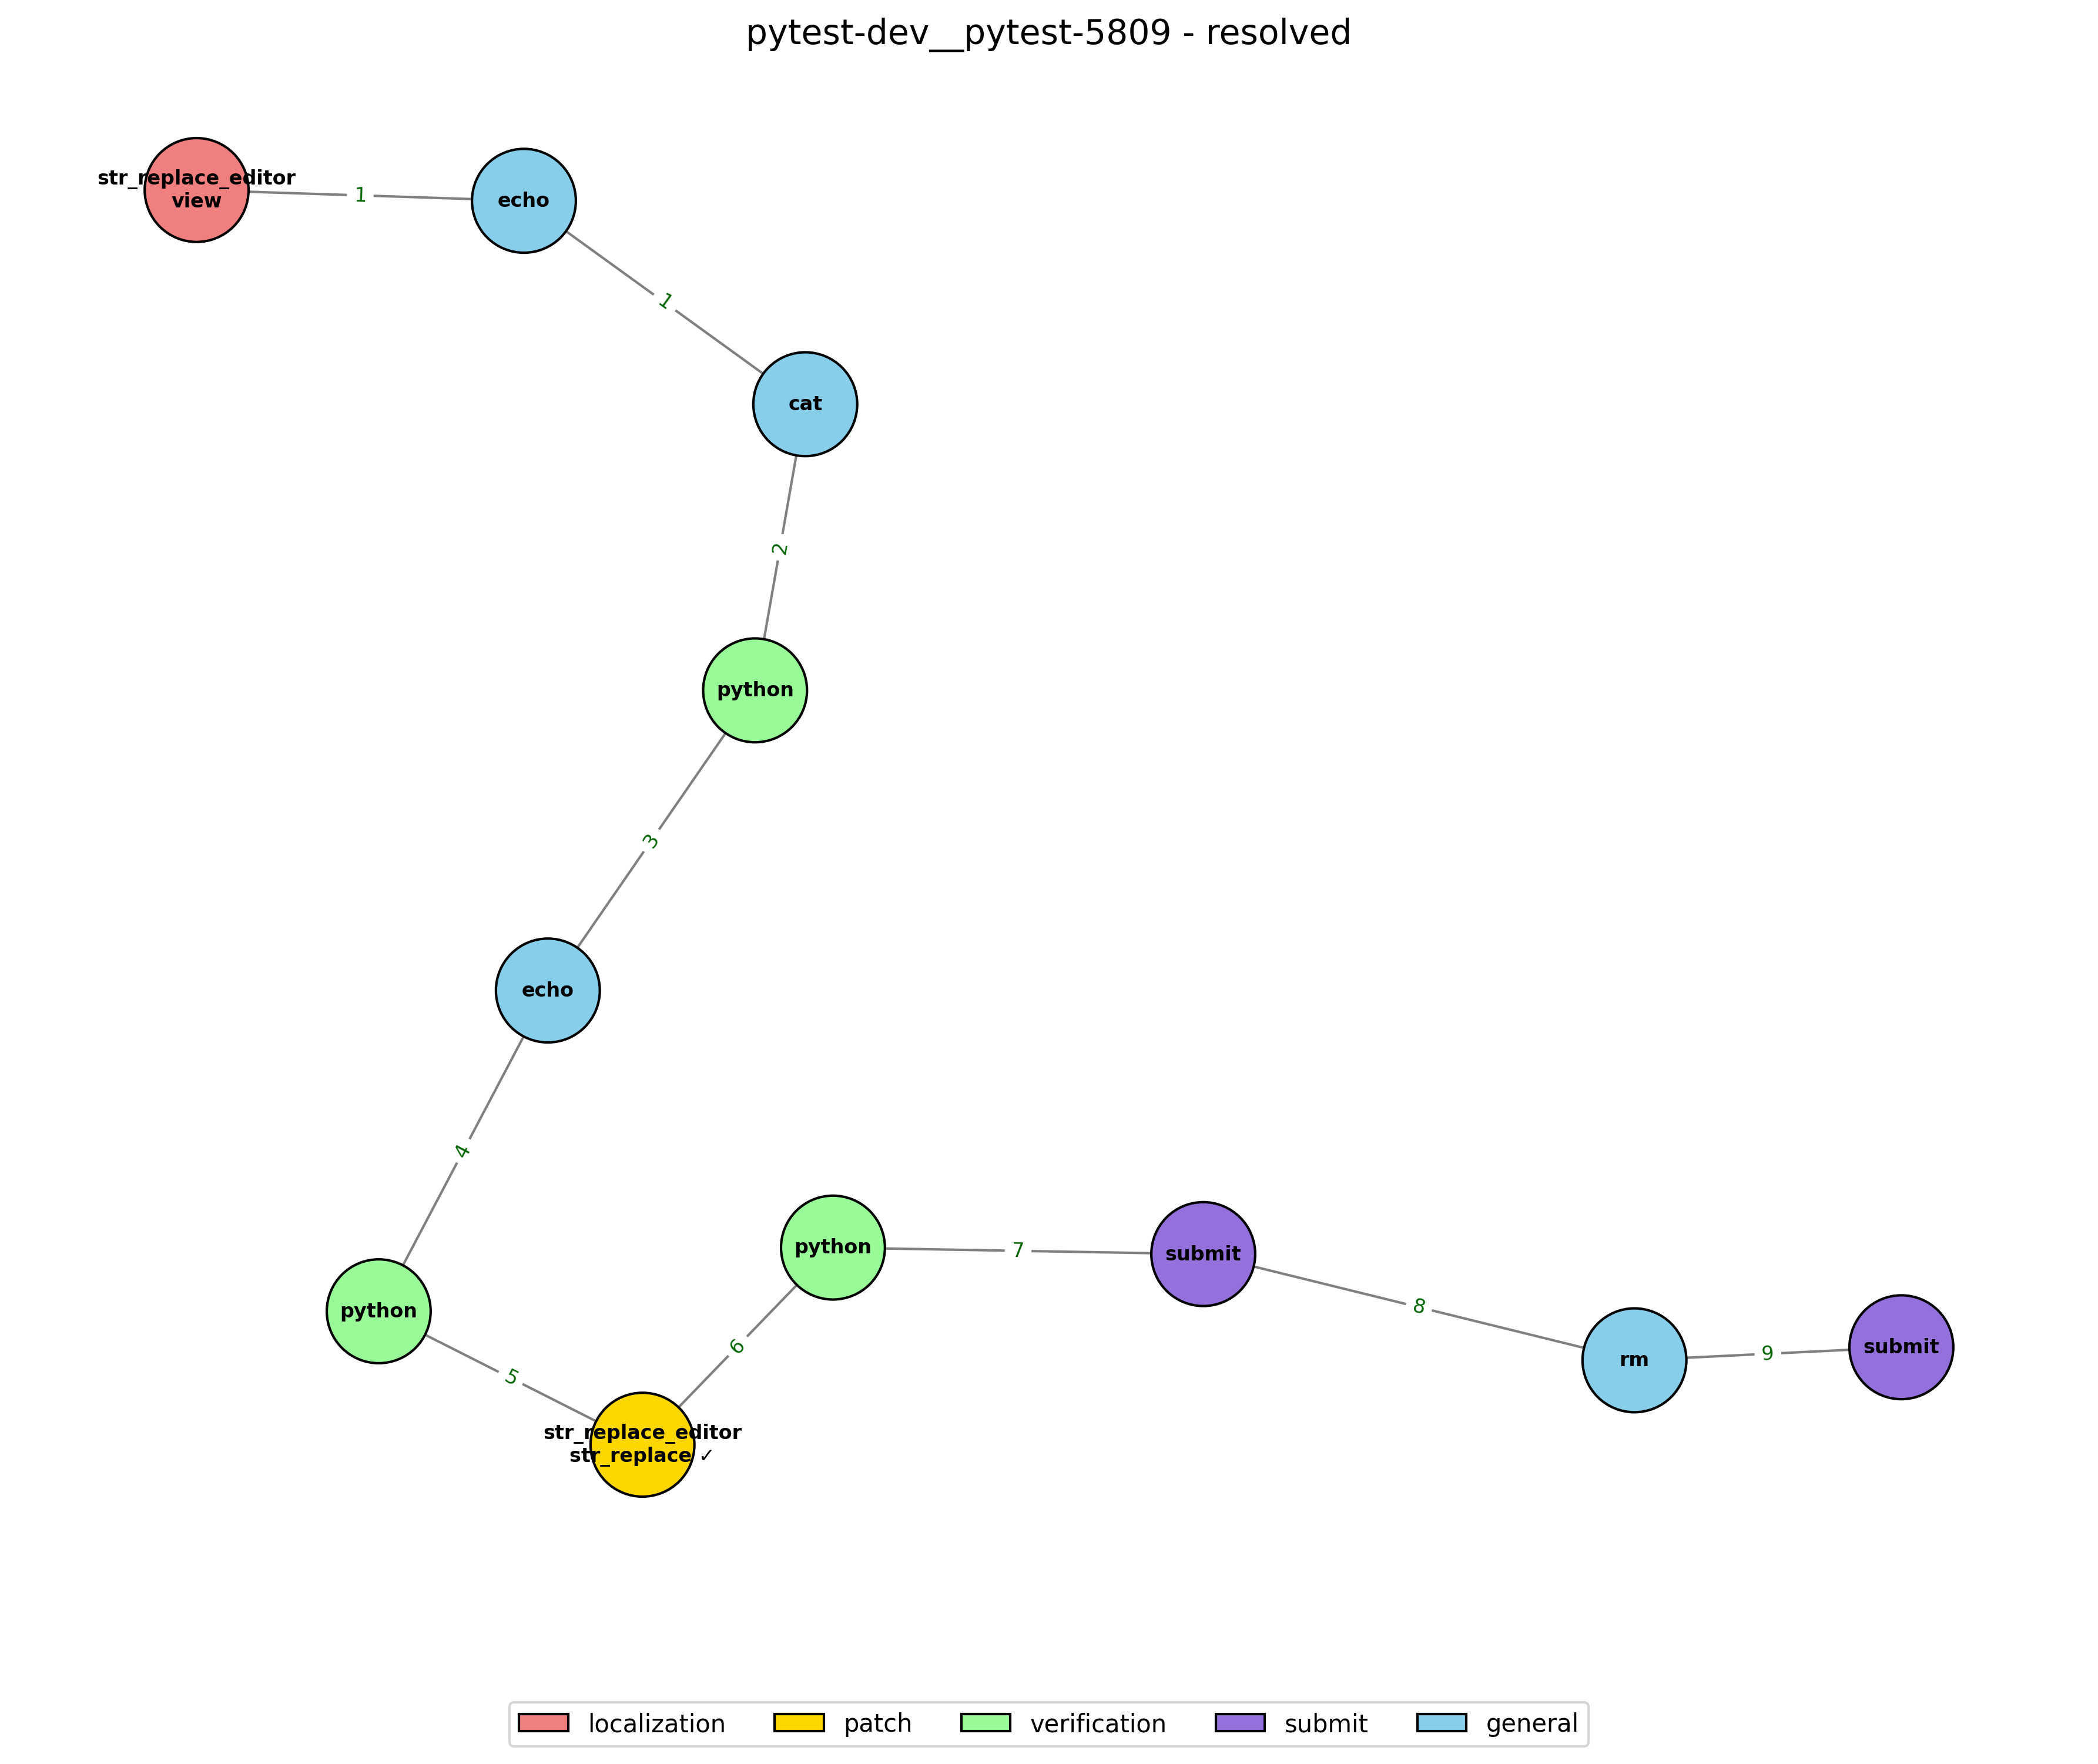 pytest-dev__pytest-5809 - resolved
str_replace_editor
view
1
echo
1
cat
2
python
3
echo
4
python
5
str_replace_editor
str_replace ✓
6
python
7
submit
8
rm
9
submit
localization
patch
verification
submit
general